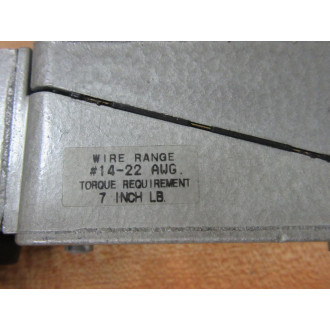 WIRE RANGE
#14-22 AWG.
TORQUE REQUIREMENT
7 INCH LB.